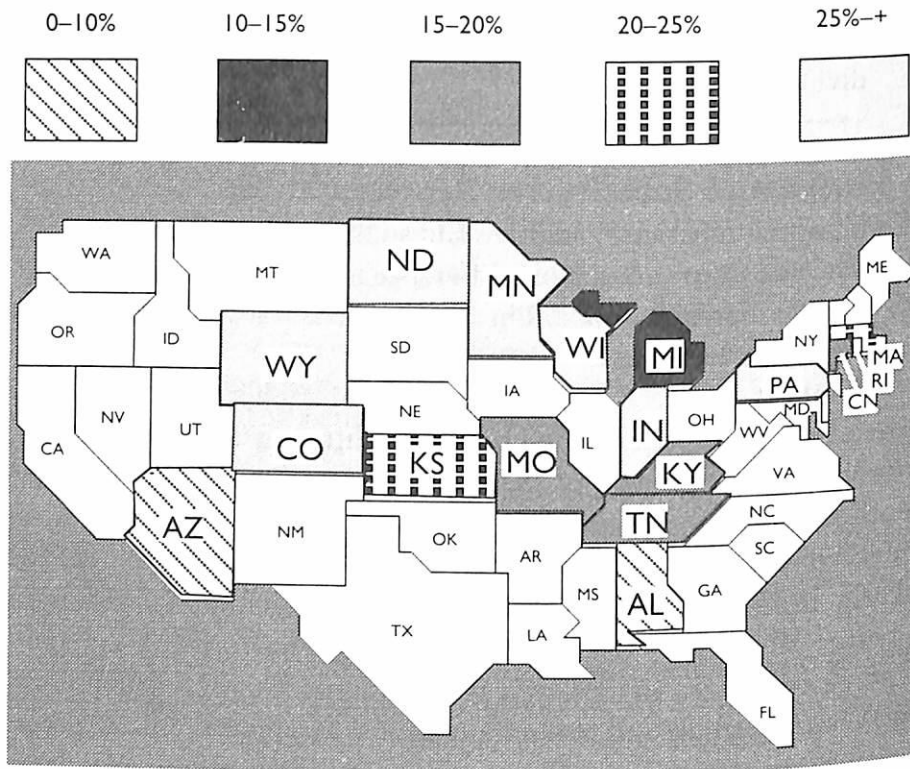 0–10% 10–15% 15–20% 20–25% 25%–+
WA MT ND MN ME
OR ID WY SD WI MI NY MA
RI
PA CN
NV NE IA OH MD
CA UT CO KS MO IL IN WV
KY VA
AZ NM OK TN NC
AR SC
MS AL GA
TX LA
FL